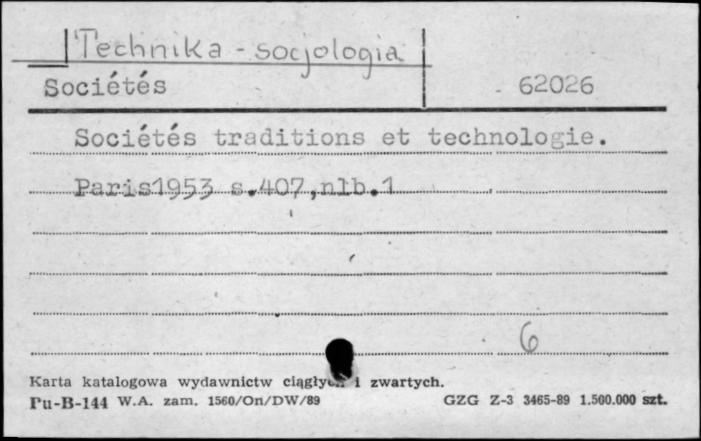 Technika - socjologia
Sociétés 62026
Sociétés traditions et technologie.
Paris1953 s.407,nlb.1
6
Karta katalogowa wydawnictw ciągłych i zwartych.
Pu-B-144 W.A. zam. 1560/On/DW/89 GZG Z-3 3465-89 1.500.000 szt.